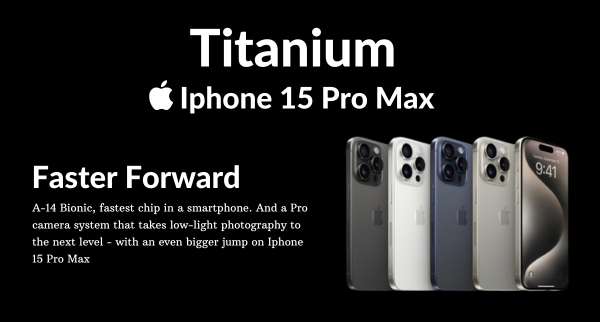 Titanium
Iphone 15 Pro Max
Faster Forward
A-14 Bionic, fastest chip in a smartphone. And a Pro
camera system that takes low-light photography to
the next level - with an even bigger jump on Iphone
15 Pro Max
9:41